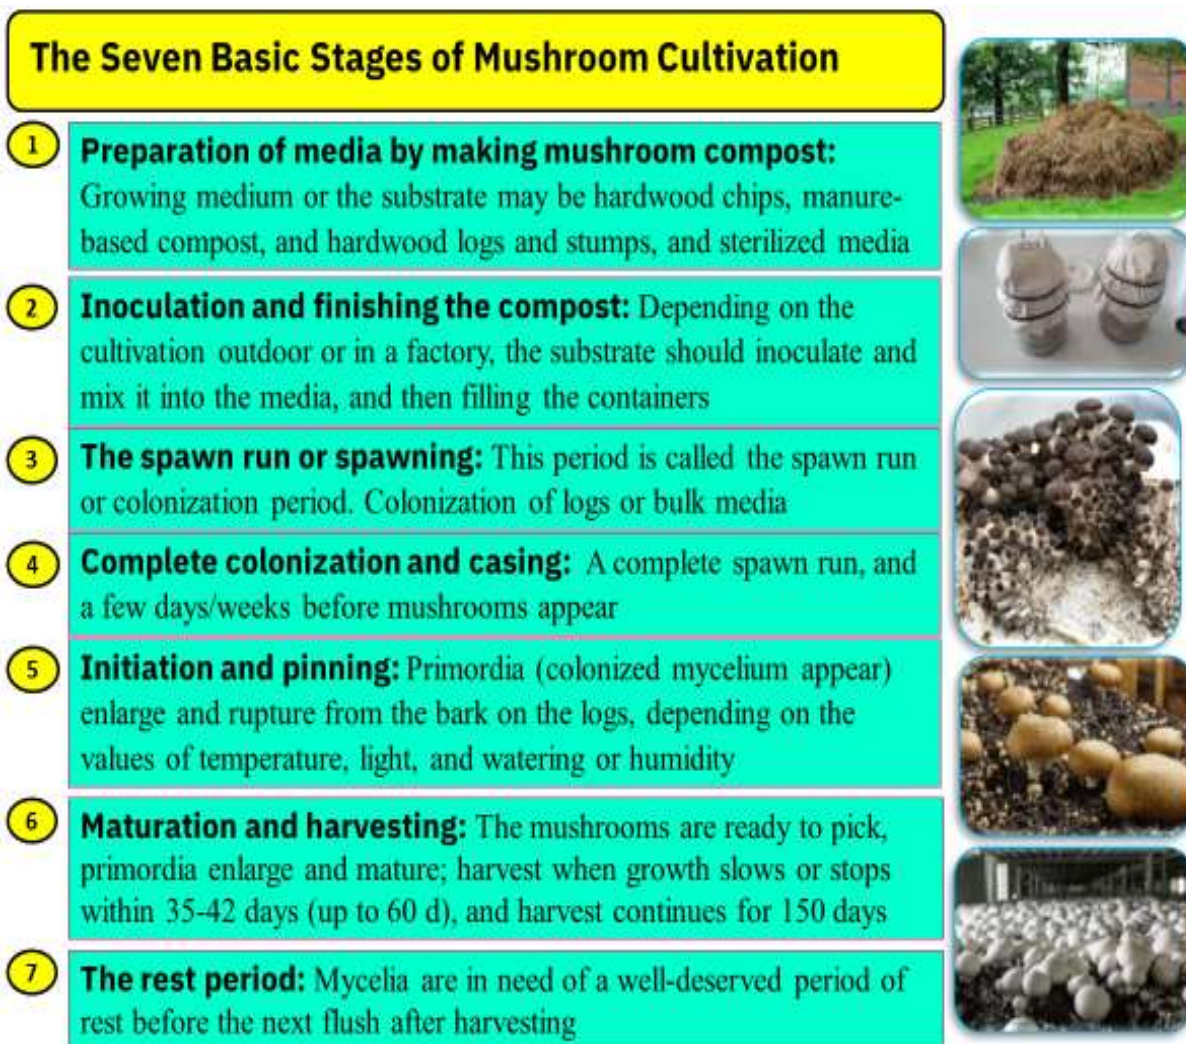 The Seven Basic Stages of Mushroom Cultivation
1
Preparation of media by making mushroom compost:
Growing medium or the substrate may be hardwood chips, manure-
based compost, and hardwood logs and stumps, and sterilized media
2
Inoculation and finishing the compost: Depending on the
cultivation outdoor or in a factory, the substrate should inoculate and
mix it into the media, and then filling the containers
3
The spawn run or spawning: This period is called the spawn run
or colonization period. Colonization of logs or bulk media
4
Complete colonization and casing: A complete spawn run, and
a few days/weeks before mushrooms appear
5
Initiation and pinning: Primordia (colonized mycelium appear)
enlarge and rupture from the bark on the logs, depending on the
values of temperature, light, and watering or humidity
6
Maturation and harvesting: The mushrooms are ready to pick,
primordia enlarge and mature; harvest when growth slows or stops
within 35-42 days (up to 60 d), and harvest continues for 150 days
7
The rest period: Mycelia are in need of a well-deserved period of
rest before the next flush after harvesting